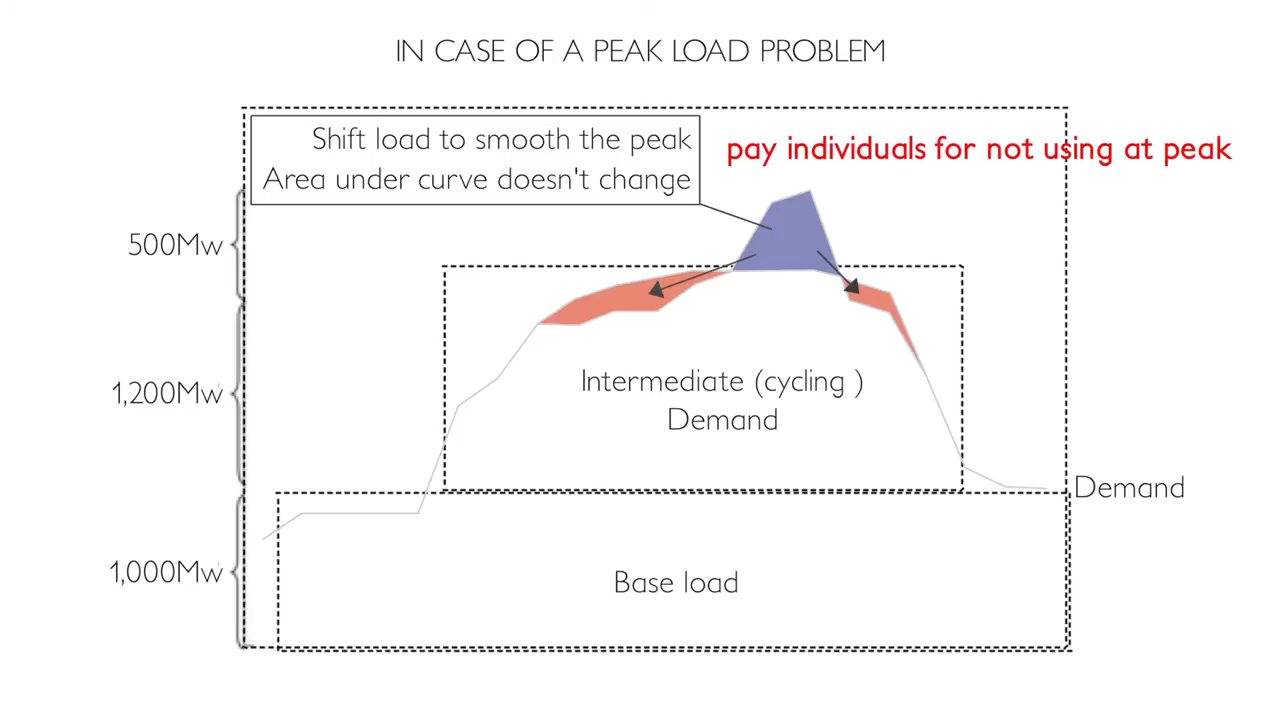 IN CASE OF A PEAK LOAD PROBLEM
Shift load to smooth the peak
Area under curve doesn't change
pay individuals for not using at peak
500Mw
1,200Mw
Intermediate (cycling )
Demand
Demand
1,000Mw
Base load